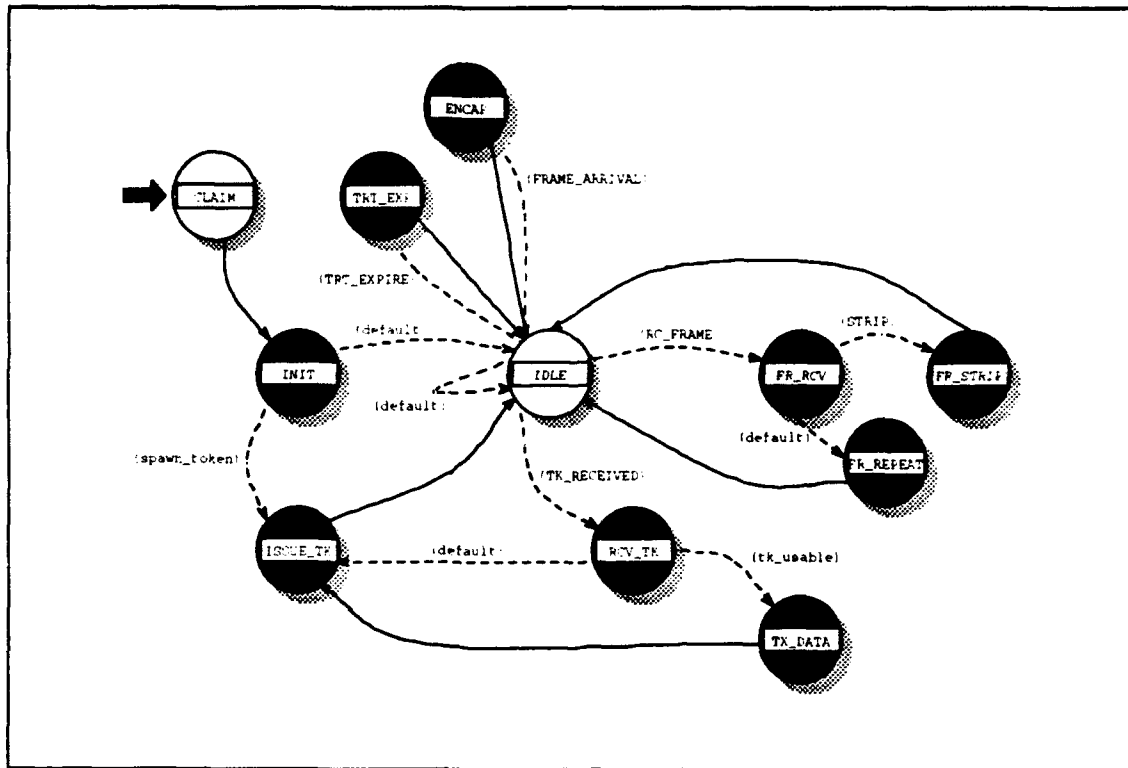 ENCAP
(FRAME_ARRIVAL)
CLAIM
TRT_EXP
(TRT_EXPIRE)
(default)
(RC_FRAME
(STRIP)
INIT
IDLE
FR_RCV
FR_STRIP
(default)
(default)
FR_REPEAT
(spawn_token)
(TK_RECEIVED)
ISSUE_TK
(default)
RCV_TK
(tk_usable)
TX_DATA